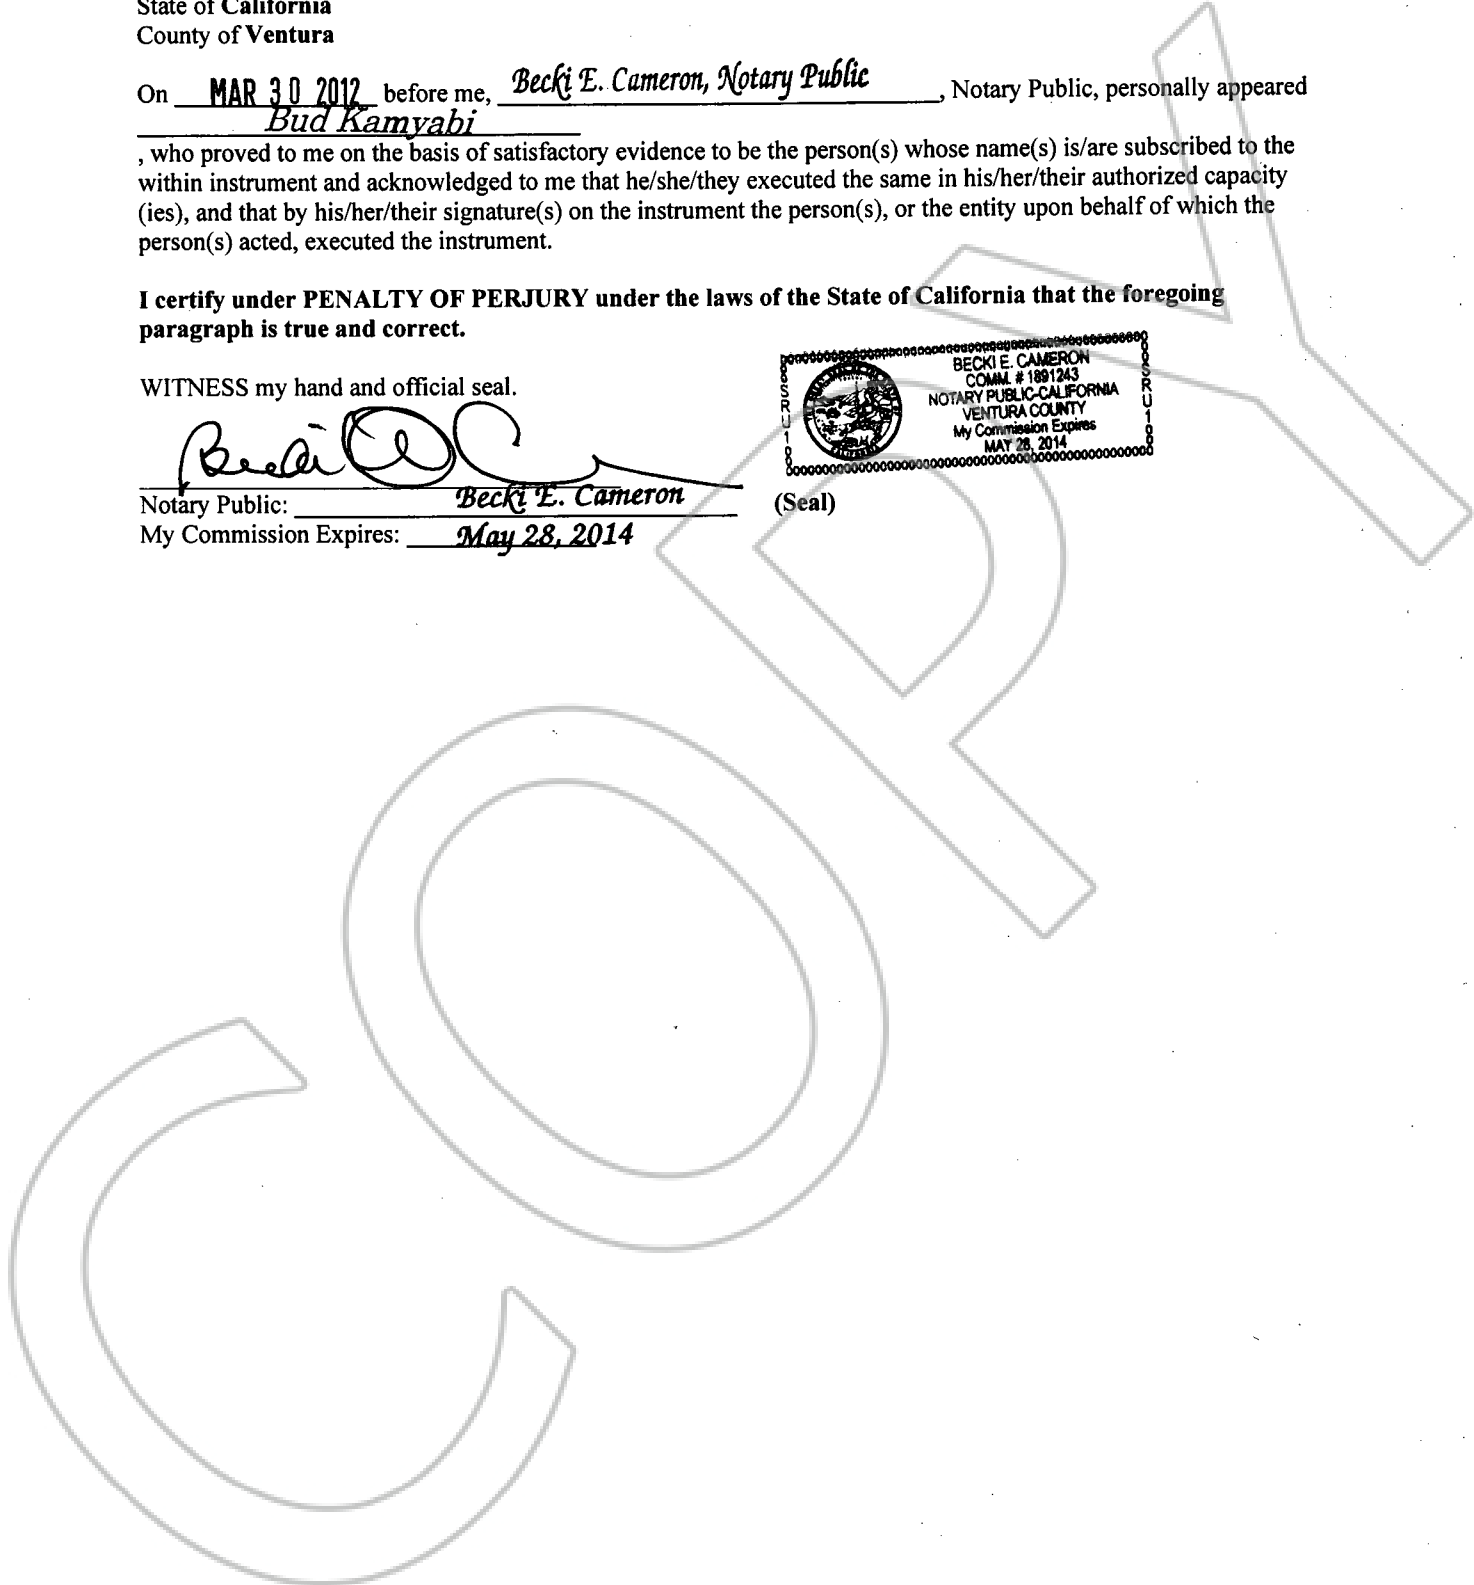 State of California
County of Ventura
On MAR 30 2012 before me, Becki E. Cameron, Notary Public, Notary Public, personally appeared
Bud Kamyabi
, who proved to me on the basis of satisfactory evidence to be the person(s) whose name(s) is/are subscribed to the
within instrument and acknowledged to me that he/she/they executed the same in his/her/their authorized capacity
(ies), and that by his/her/their signature(s) on the instrument the person(s), or the entity upon behalf of which the
person(s) acted, executed the instrument.
I certify under PENALTY OF PERJURY under the laws of the State of California that the foregoing
paragraph is true and correct.
WITNESS my hand and official seal.
BECKI E. CAMERON
COMM. # 1891243
NOTARY PUBLIC-CALIFORNIA
VENTURA COUNTY
My Commission Expires
MAY 28, 2014
Notary Public: Becki E. Cameron
(Seal)
My Commission Expires: May 28, 2014
COPY